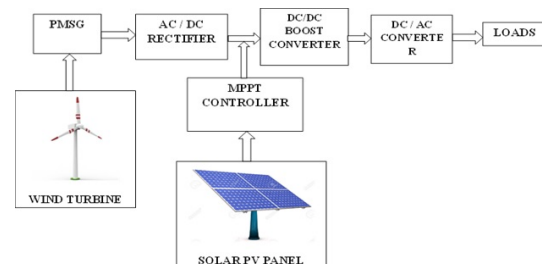 PMSG
AC / DC
RECTIFIER
DC/DC
BOOST
CONVERTER
DC / AC
CONVERTE
R
LOADS
MPPT
CONTROLLER
WIND TURBINE
SOLAR PV PANEL